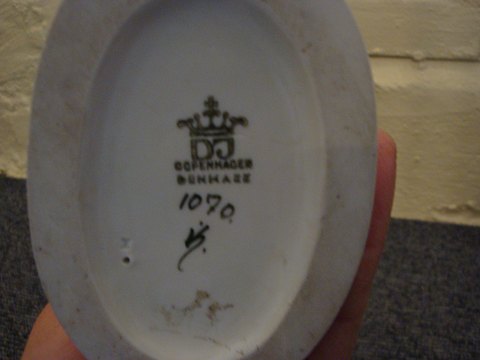 DJ
COPENHAGEN
DENMARK
1070.